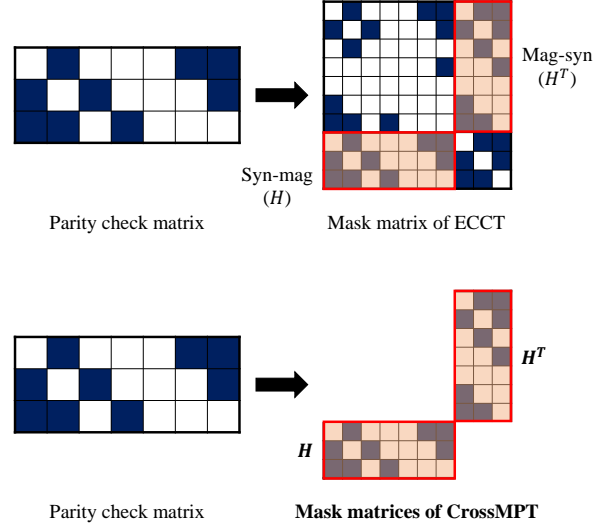 Mag-syn
(H^T)
Syn-mag
(H)
Parity check matrix
Mask matrix of ECCT
H^T
H
Parity check matrix
Mask matrices of CrossMPT